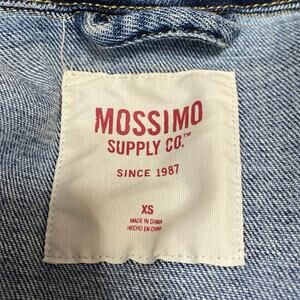 MOSSIMO
SUPPLY CO.™
SINCE 1987
XS
MADE IN CHINA
HECHO EN CHINA